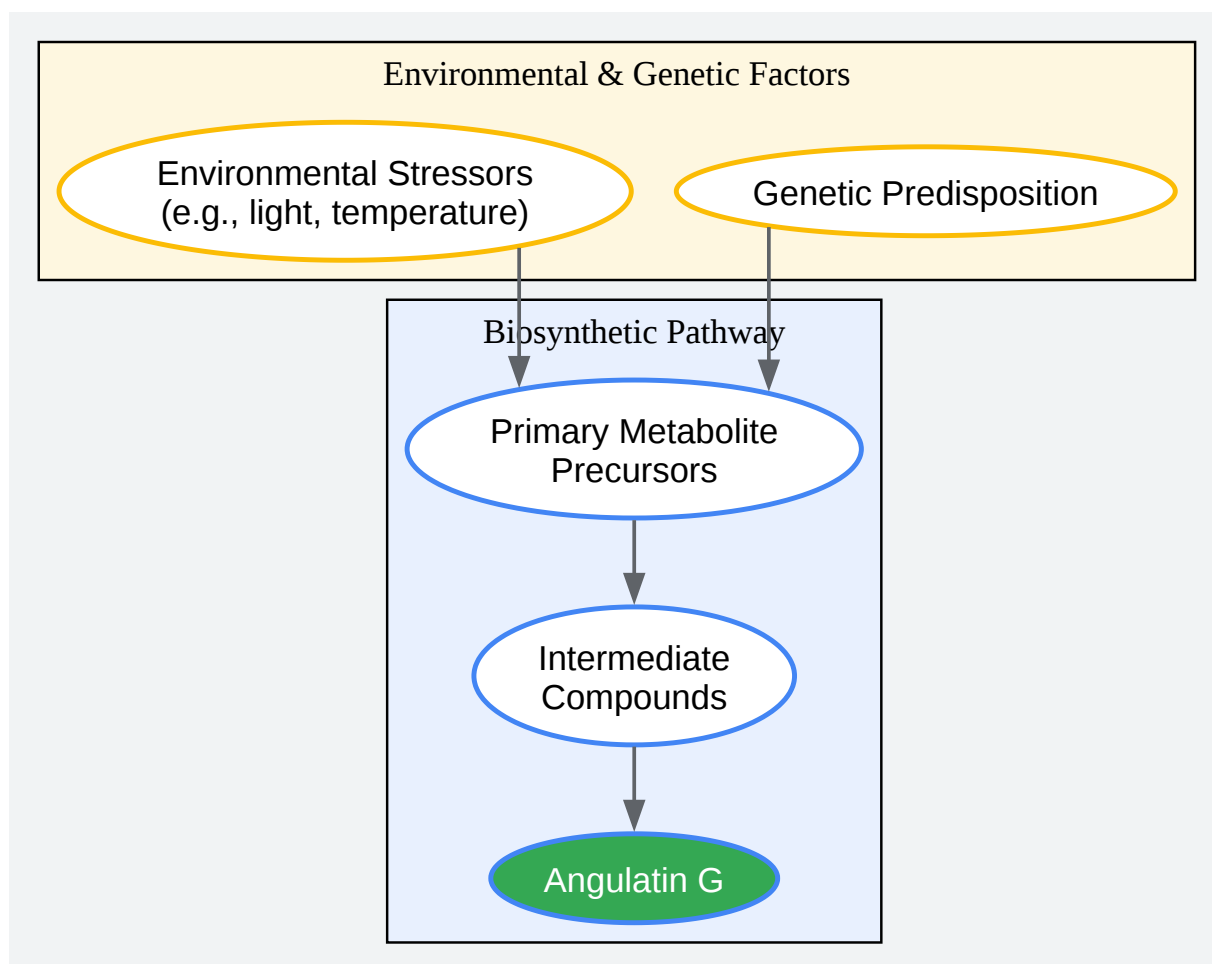 Environmental & Genetic Factors
Environmental Stressors
(e.g., light, temperature)
Genetic Predisposition
Biosynthetic Pathway
Primary Metabolite
Precursors
Intermediate
Compounds
Angulatin G